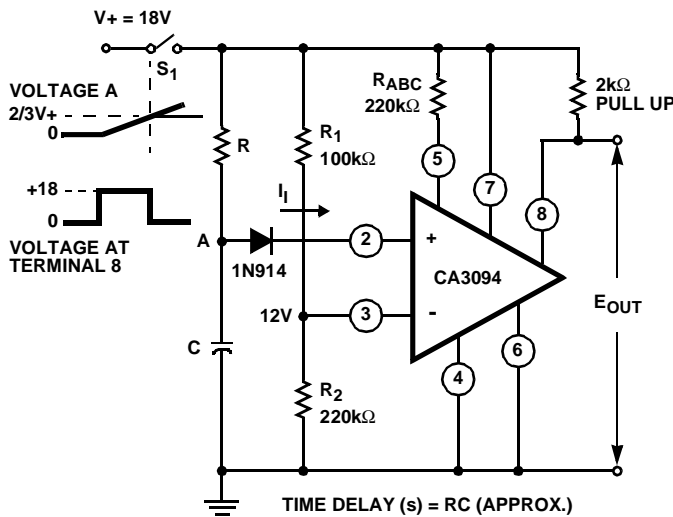 V+ = 18V
S1
VOLTAGE A
2/3V+
0
+18
0
VOLTAGE AT
TERMINAL 8
R
R1
100kΩ
II
A
1N914
12V
C
R2
220kΩ
RABC
220kΩ
5
7
2kΩ
PULL UP
8
2
+
CA3094
3
-
4
6
EOUT
TIME DELAY (s) = RC (APPROX.)